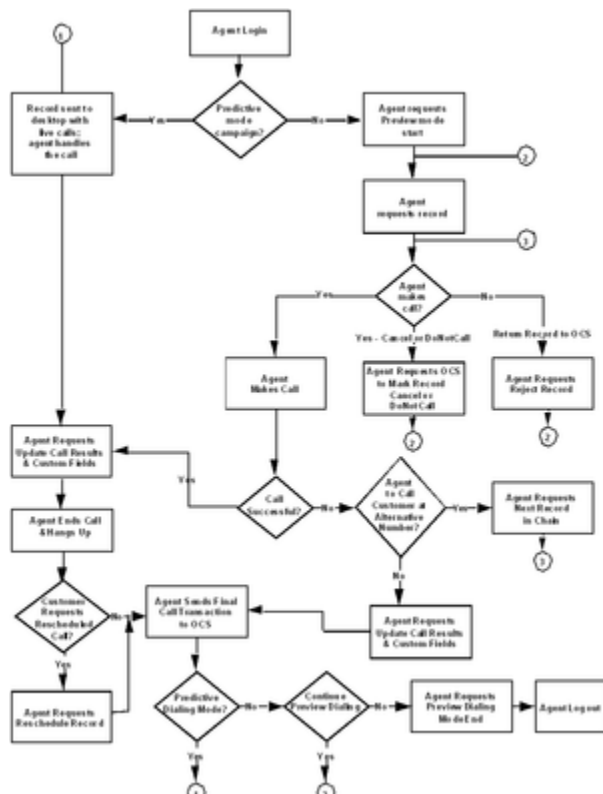 Agent Login
1
Record sent to
desktop with
live calls;
agent handles
the call
Yes
Predictive
mode
campaign?
No
Agent requests
Preview mode
start
2
Agent
requests record
3
Agent
makes
call?
Yes
No
Yes - Cancel or DoNotCall
Return Record to OCS
Agent
Makes Call
Agent Requests OCS
to Mark Record
Cancel or
DoNotCall
Agent Requests
Reject Record
2
2
Agent Requests
Update Call Results
& Custom Fields
Yes
Call
Successful?
No
Agent
to Call
Customer at
Alternative
Number?
Yes
Agent Requests
Next Record
in Chain
3
Agent Ends Call
& Hangs Up
No
Customer
Requests
Rescheduled
Call?
No
Yes
Agent Sends Final
Call Transaction
to OCS
Agent Requests
Update Call Results
& Custom Fields
Agent Requests
Reschedule Record
Predictive
Dialing Mode?
No
Continue
Preview Dialing
No
Agent Requests
Preview Dialing
Mode End
Agent Logout
Yes
Yes